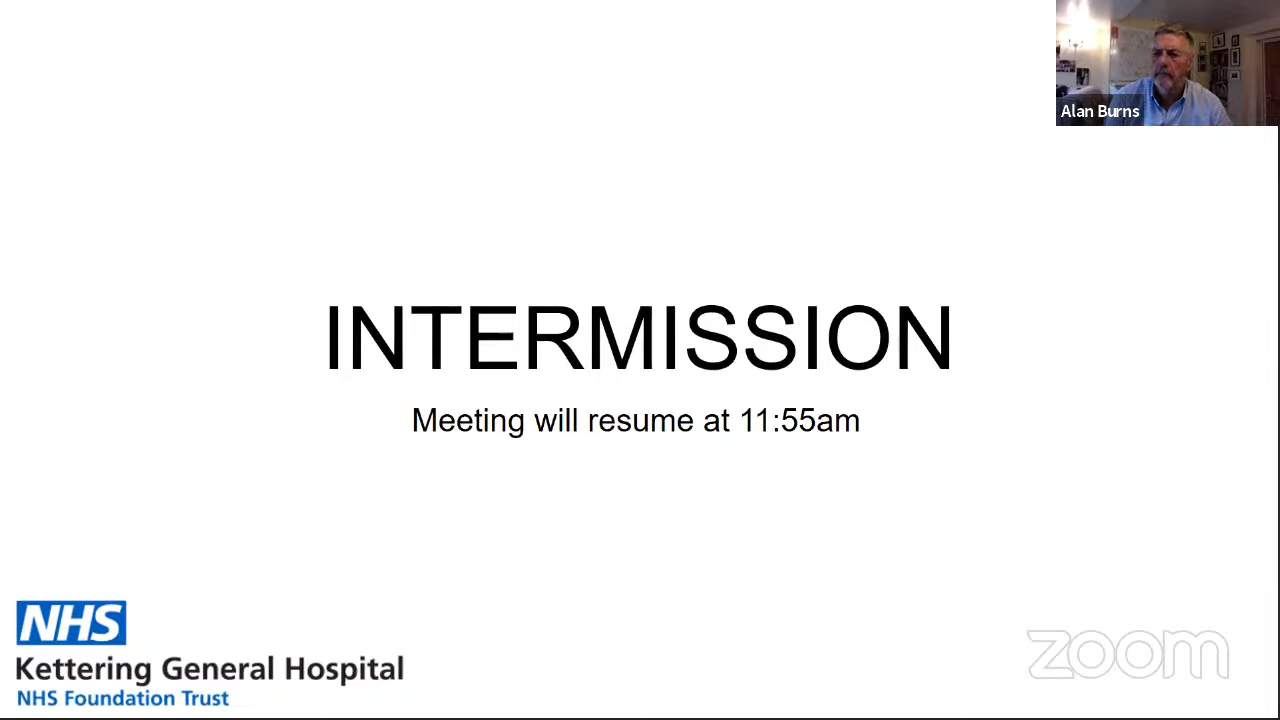 Alan Burns
INTERMISSION
Meeting will resume at 11:55am
NHS
Kettering General Hospital
NHS Foundation Trust
zoom